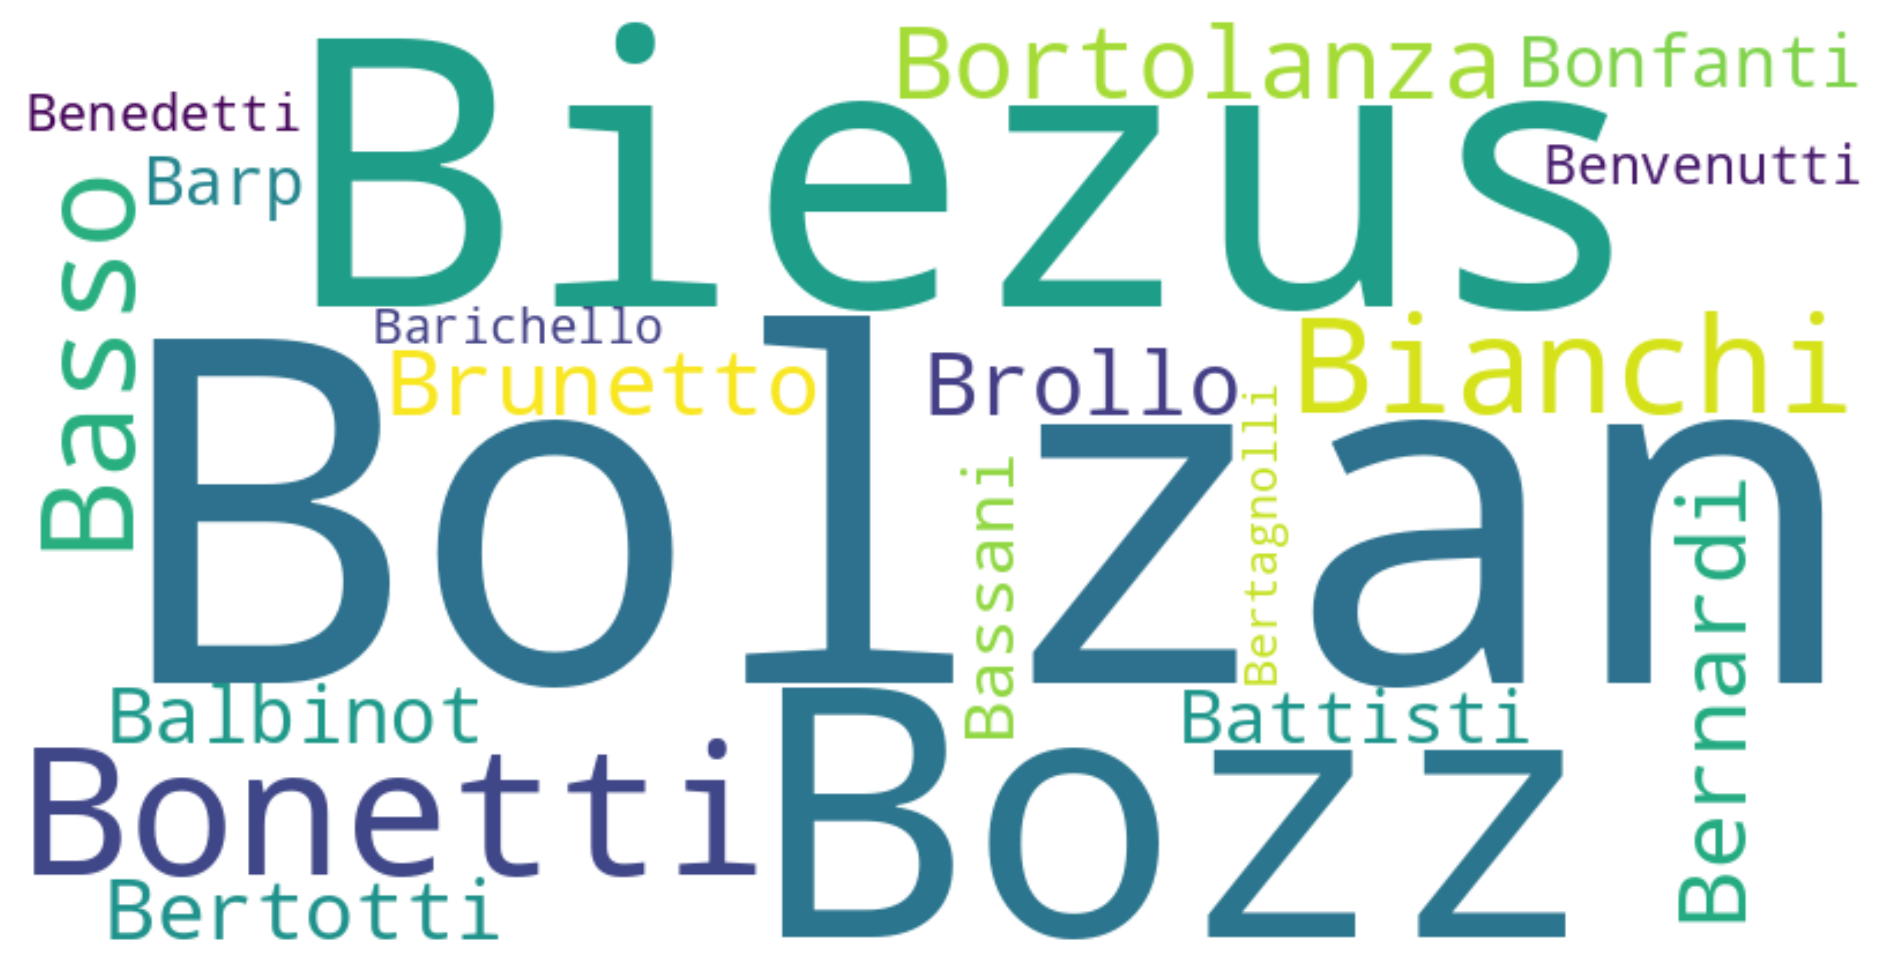 Bortolanza
Bonfanti
Biezus
Benedetti
Benvenutti
Barp
Basso
Barichello
Brunetto
Brollo
Bianchi
Bolzan
Bertagnolli
Bassani
Bernardi
Balbinot
Battisti
Bonetti
Bozz
Bertotti